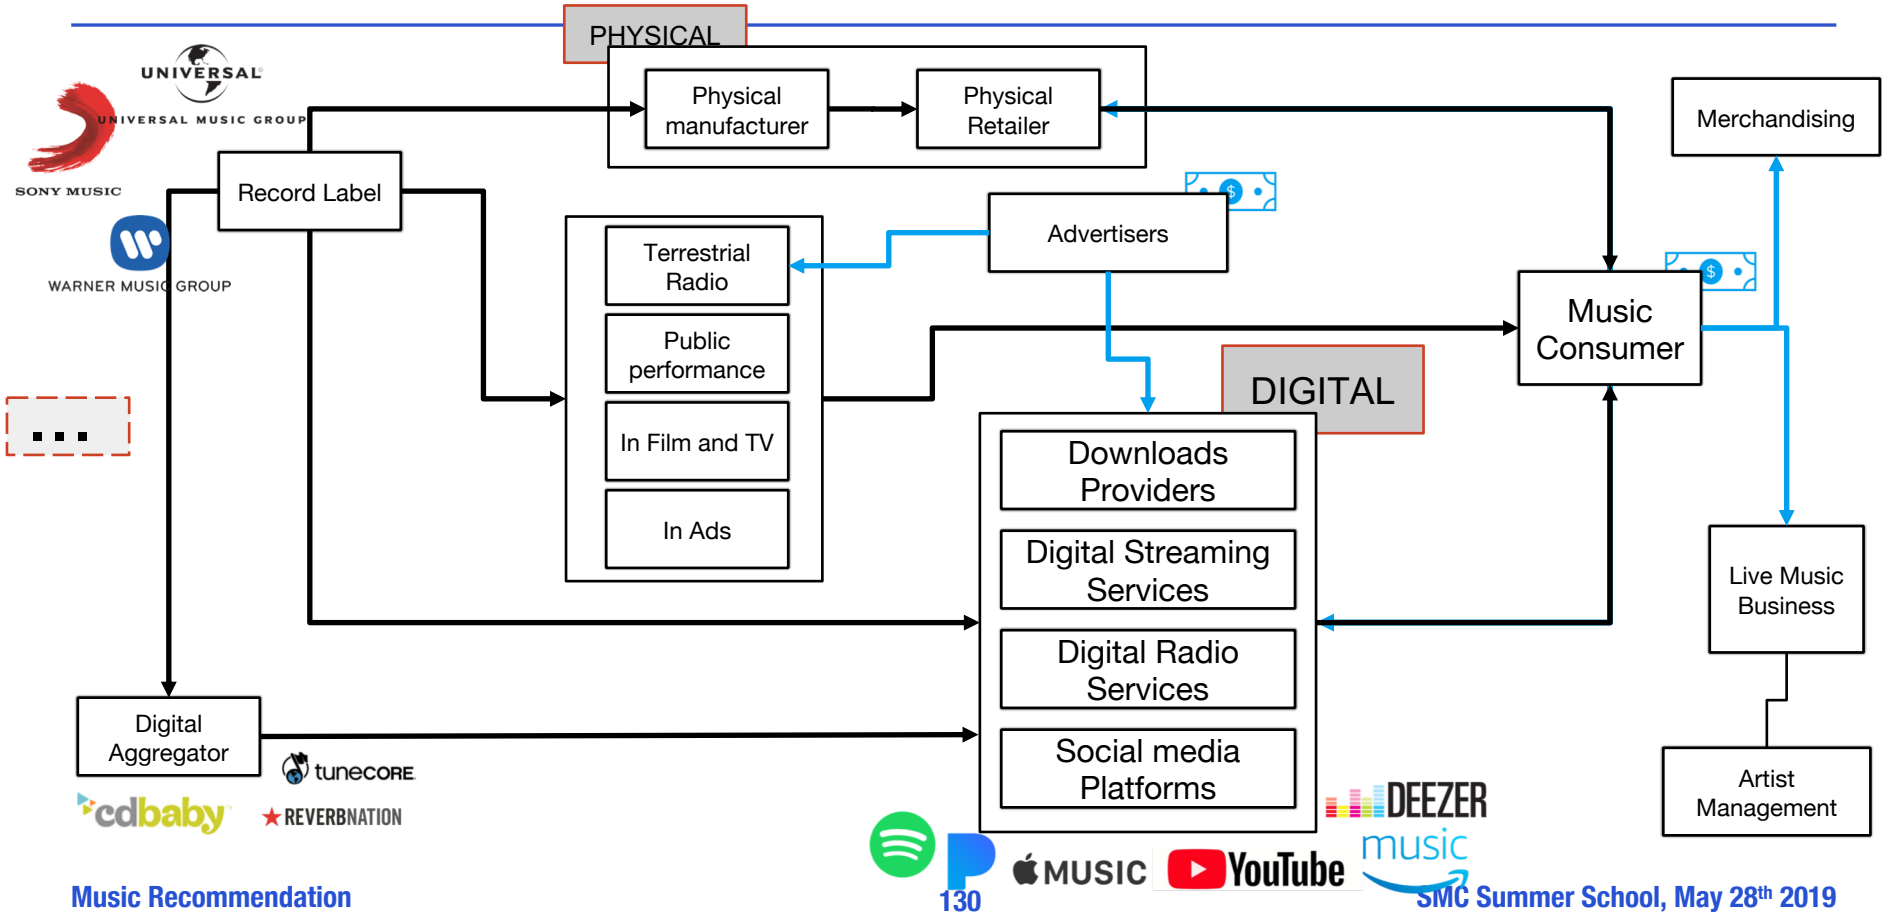 PHYSICAL
UNIVERSAL
UNIVERSAL MUSIC GROUP
SONY MUSIC
WARNER MUSIC GROUP
Record Label
Physical
manufacturer
Physical
Retailer
Merchandising
$
Advertisers
Terrestrial
Radio
Public
performance
In Film and TV
In Ads
$
Music
Consumer
DIGITAL
...
Downloads
Providers
Digital Streaming
Services
Digital Radio
Services
Social media
Platforms
Live Music
Business
Artist
Management
Digital
Aggregator
tunecore
cdbaby
REVERBNATION
DEEZER
MUSIC
YouTube
music
Music Recommendation
130
SMC Summer School, May 28th 2019